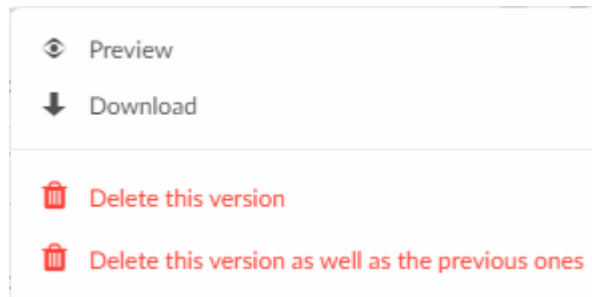 Preview
Download
Delete this version
Delete this version as well as the previous ones